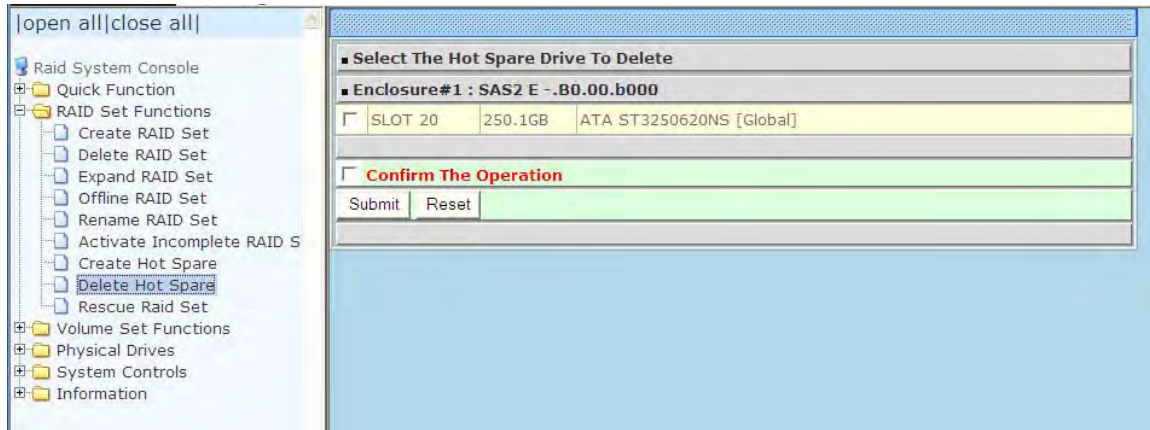 |open all|close all|
Raid System Console
Quick Function
RAID Set Functions
Create RAID Set
Delete RAID Set
Expand RAID Set
Offline RAID Set
Rename RAID Set
Activate Incomplete RAID S
Create Hot Spare
Delete Hot Spare
Rescue Raid Set
Volume Set Functions
Physical Drives
System Controls
Information
Select The Hot Spare Drive To Delete
Enclosure#1 : SAS2 E -.B0.00.b000
SLOT 20 250.1GB ATA ST3250620NS [Global]
Confirm The Operation
Submit Reset